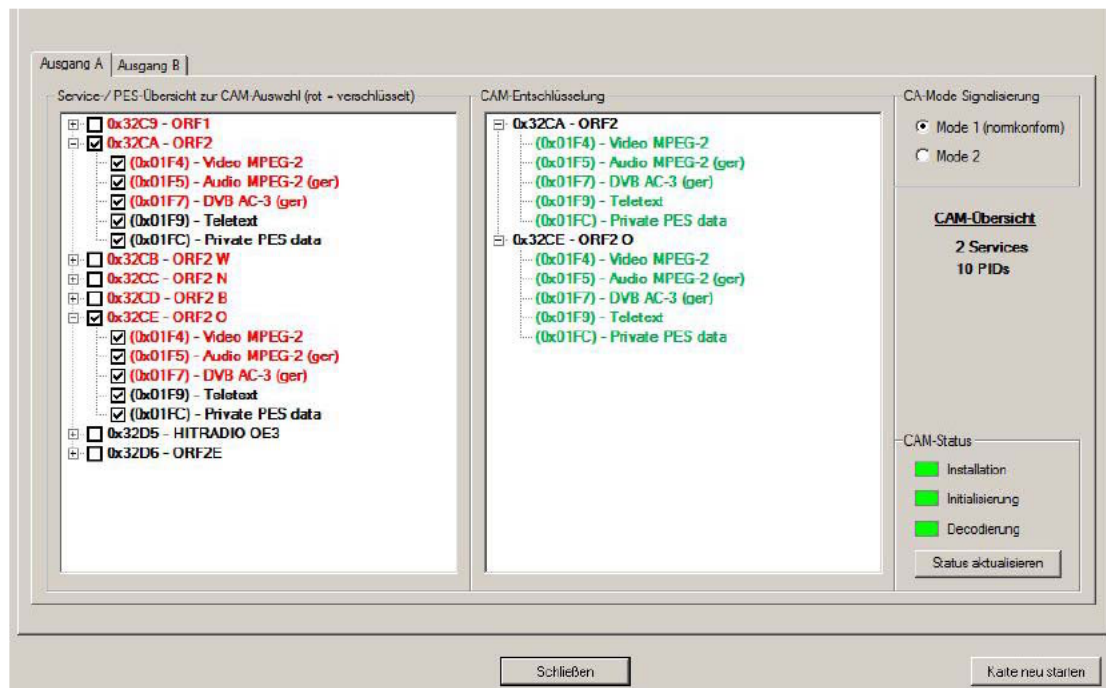 Ausgang A
Ausgang B
Service-/ PES-Übersicht zur CAM-Auswahl (rot = verschlüsselt)
0x32C9 - ORF1
0x32CA - ORF2
(0x01F4) - Video MPEG-2
(0x01F5) - Audio MPEG-2 (ger)
(0x01F7) - DVB AC-3 (ger)
(0x01F9) - Teletext
(0x01FC) - Private PES data
0x32CB - ORF2 W
0x32CC - ORF2 N
0x32CD - ORF2 B
0x32CE - ORF2 O
(0x01F4) - Video MPEG-2
(0x01F5) - Audio MPEG-2 (ger)
(0x01F7) - DVB AC-3 (ger)
(0x01F9) - Teletext
(0x01FC) - Private PES data
0x32D5 - HITRADIO OE3
0x32D6 - ORF2E
CAM-Entschlüsselung
0x32CA - ORF2
(0x01F4) - Video MPEG-2
(0x01F5) - Audio MPEG-2 (ger)
(0x01F7) - DVB AC-3 (ger)
(0x01F9) - Teletext
(0x01FC) - Private PES data
0x32CE - ORF2 O
(0x01F4) - Video MPEG-2
(0x01F5) - Audio MPEG-2 (ger)
(0x01F7) - DVB AC-3 (ger)
(0x01F9) - Teletext
(0x01FC) - Private PES data
CA-Mode Signalisierung
Mode 1 (normkonform)
Mode 2
CAM-Übersicht
2 Services
10 PIDs
CAM-Status
Installation
Initialisierung
Decodierung
Status aktualisieren
Schließen
Karte neu starten